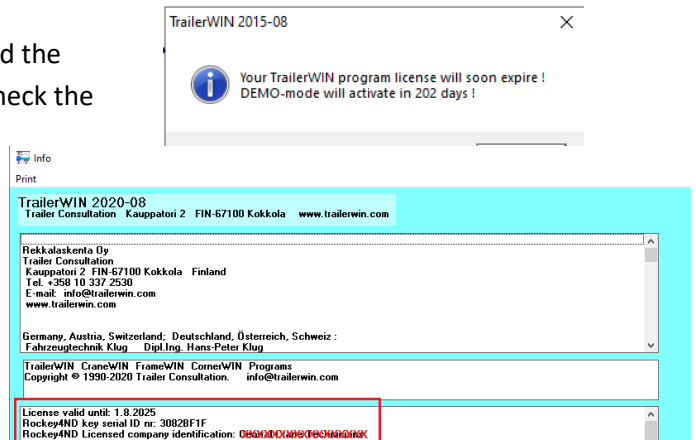 d the
heck the
TrailerWIN 2015-08
Your TrailerWIN program license will soon expire !
DEMO-mode will activate in 202 days !
Info
Print
TrailerWIN 2020-08
Trailer Consultation Kauppatori 2 FIN-67100 Kokkola www.trailerwin.com
Rekkalaskenta Oy
Trailer Consultation
Kauppatori 2 FIN-67100 Kokkola Finland
Tel. +358 10 337 2530
E-mail: info@trailerwin.com
www.trailerwin.com
Germany, Austria, Switzerland; Deutschland, Österreich, Schweiz :
Fahrzeugtechnik Klug Dipl.Ing. Hans-Peter Klug
TrailerWIN CraneWIN FrameWIN CornerWIN Programs
Copyright © 1990-2020 Trailer Consultation. info@trailerwin.com
License valid until: 1.8.2025
Rockey4ND key serial ID nr: 3082BF1F
Rockey4ND Licensed company identification: